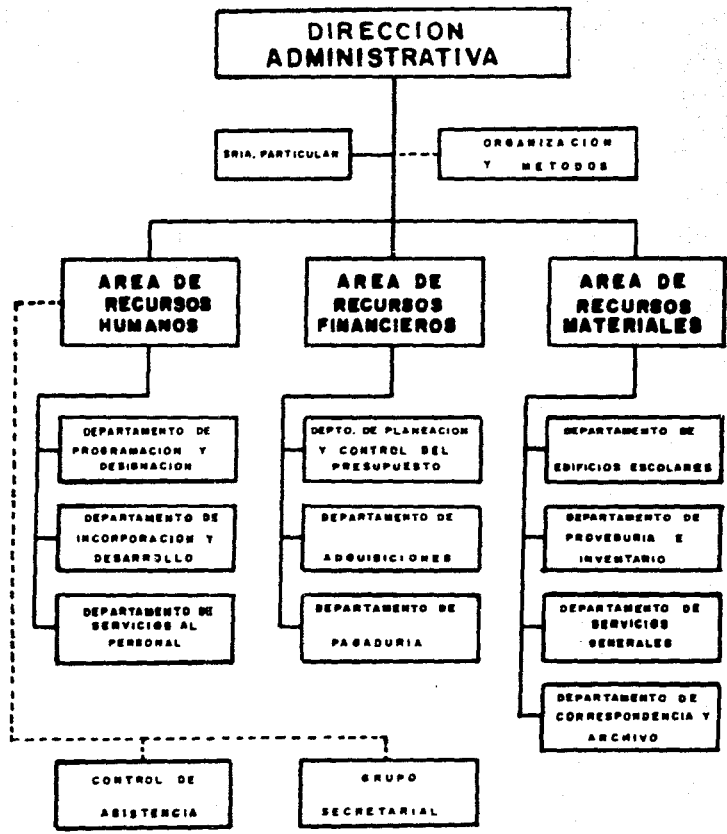 DIRECCION
ADMINISTRATIVA
SRIA. PARTICULAR
ORGANIZACION
Y METODOS
AREA DE
RECURSOS
HUMANOS
AREA DE
RECURSOS
FINANCIEROS
AREA DE
RECURSOS
MATERIALES
DEPARTAMENTO DE
PROGRAMACION Y
DESIGNACION
DEPTO. DE PLANEACION
Y CONTROL DEL
PRESUPUESTO
DEPARTAMENTO DE
EDIFICIOS ESCOLARES
DEPARTAMENTO DE
INCORPORACION Y
DESARROLLO
DEPARTAMENTO DE
ADQUISICIONES
DEPARTAMENTO DE
PROVEDURIA E
INVENTARIO
DEPARTAMENTO DE
SERVICIOS AL
PERSONAL
DEPARTAMENTO DE
PAGADURIA
DEPARTAMENTO DE
SERVICIOS
GENERALES
DEPARTAMENTO DE
CORRESPONDENCIA Y
ARCHIVO
CONTROL DE
ASISTENCIA
GRUPO
SECRETARIAL